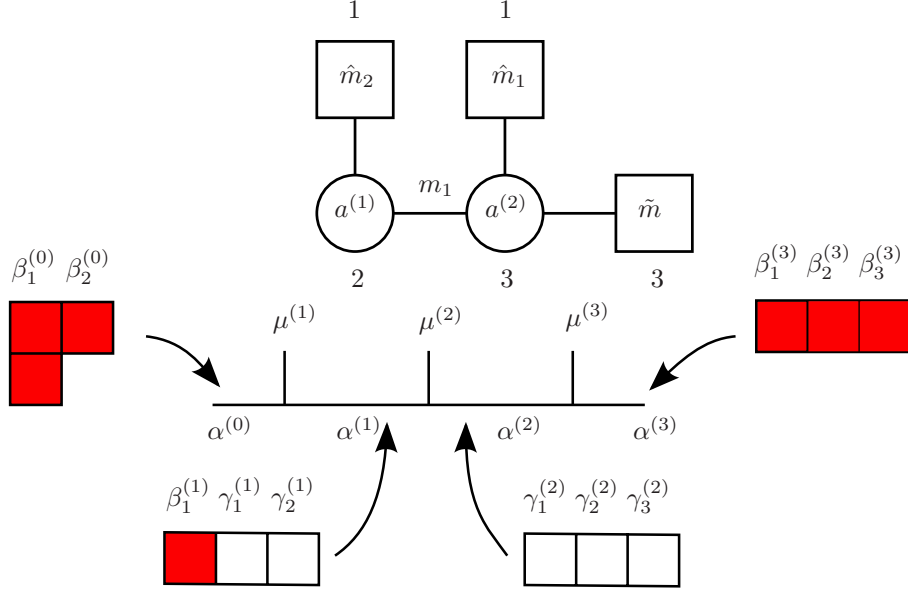 1 1
m̂₂ m̂₁
a⁽¹⁾ m₁ a⁽²⁾ m̃
2 3 3
β₁⁽⁰⁾ β₂⁽⁰⁾ β₁⁽³⁾ β₂⁽³⁾ β₃⁽³⁾
μ⁽¹⁾ μ⁽²⁾ μ⁽³⁾
α⁽⁰⁾ α⁽¹⁾ α⁽²⁾ α⁽³⁾
β₁⁽¹⁾ γ₁⁽¹⁾ γ₂⁽¹⁾ γ₁⁽²⁾ γ₂⁽²⁾ γ₃⁽²⁾